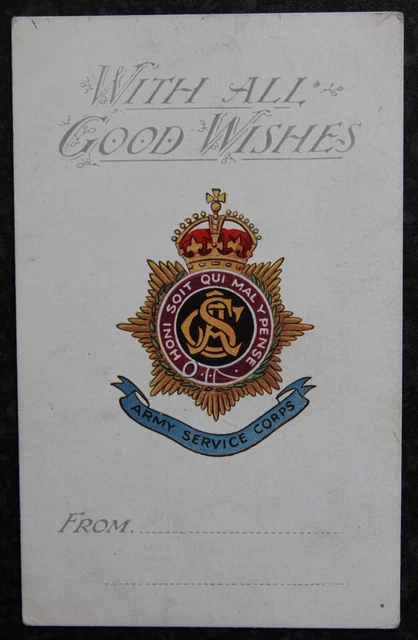 WITH ALL
GOOD WISHES
HONI SOIT QUI MAL Y PENSE
ASC
ARMY SERVICE CORPS
FROM.